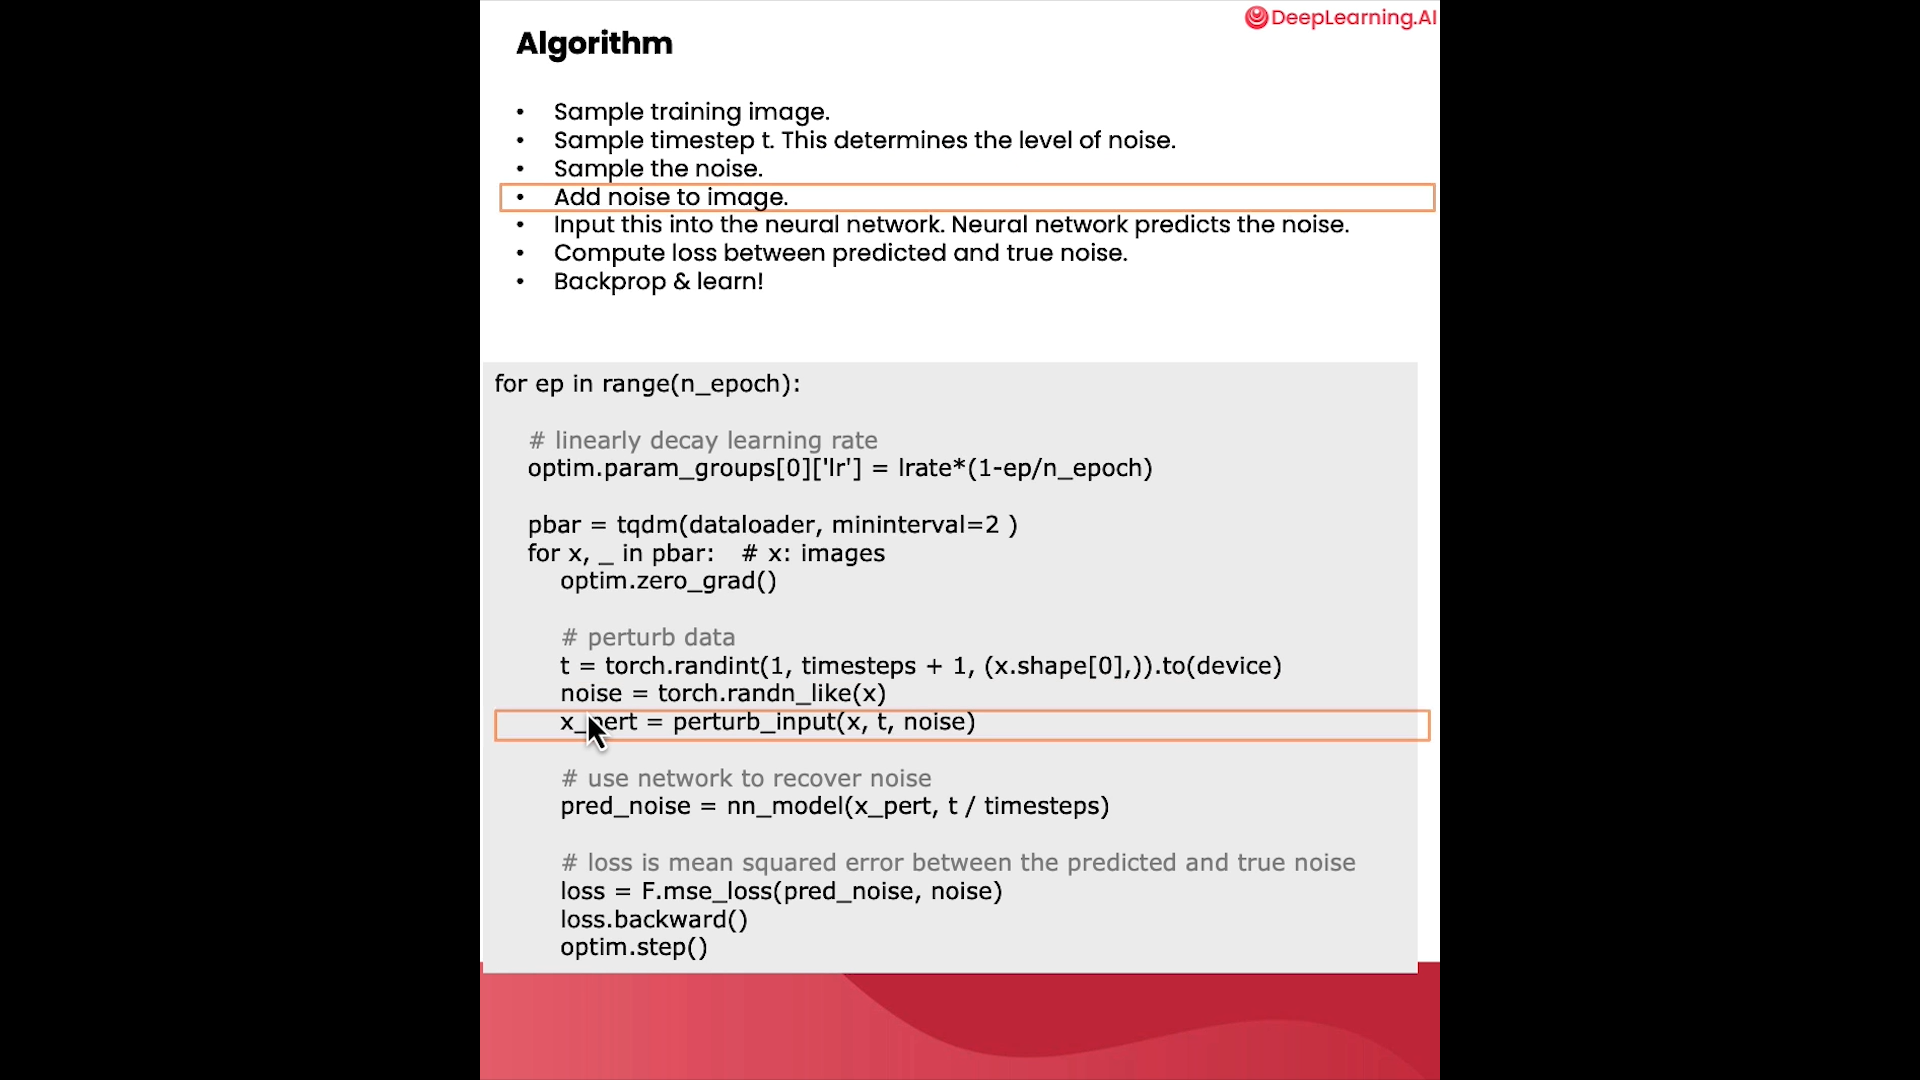 DeepLearning.AI
Algorithm
• Sample training image.
• Sample timestep t. This determines the level of noise.
• Sample the noise.
• Add noise to image.
• Input this into the neural network. Neural network predicts the noise.
• Compute loss between predicted and true noise.
• Backprop & learn!
for ep in range(n_epoch):
# linearly decay learning rate
optim.param_groups[0]['lr'] = lrate*(1-ep/n_epoch)
pbar = tqdm(dataloader, mininterval=2 )
for x, _ in pbar: # x: images
optim.zero_grad()
# perturb data
t = torch.randint(1, timesteps + 1, (x.shape[0],)).to(device)
noise = torch.randn_like(x)
x_pert = perturb_input(x, t, noise)
# use network to recover noise
pred_noise = nn_model(x_pert, t / timesteps)
# loss is mean squared error between the predicted and true noise
loss = F.mse_loss(pred_noise, noise)
loss.backward()
optim.step()